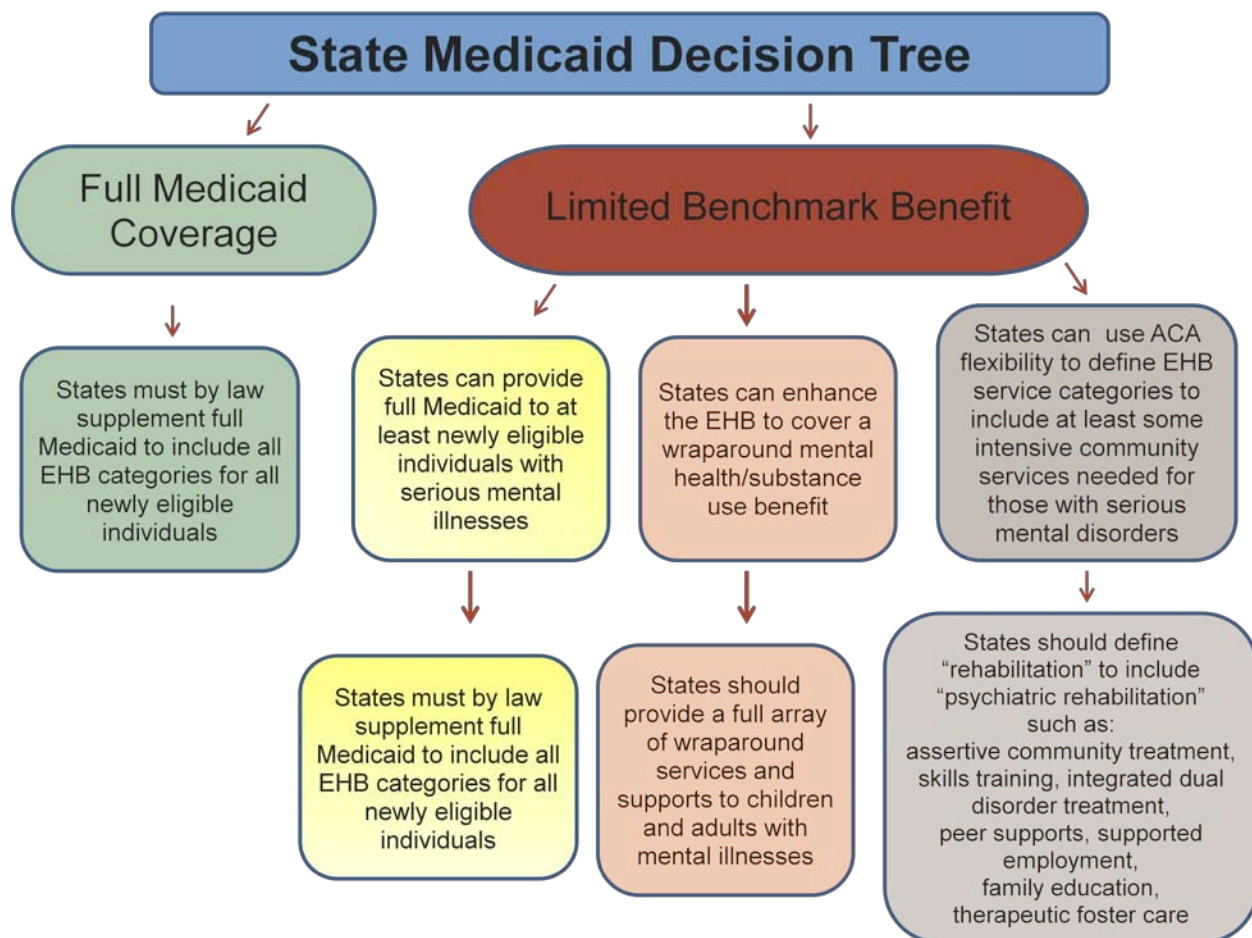 State Medicaid Decision Tree
Full Medicaid
Coverage
Limited Benchmark Benefit
States must by law
supplement full
Medicaid to include all
EHB categories for all
newly eligible
individuals
States can provide
full Medicaid to at
least newly eligible
individuals with
serious mental
illnesses
States can enhance
the EHB to cover a
wraparound mental
health/substance
use benefit
States can use ACA
flexibility to define EHB
service categories to
include at least some
intensive community
services needed for
those with serious
mental disorders
States must by law
supplement full
Medicaid to include all
EHB categories for all
newly eligible
individuals
States should
provide a full array
of wraparound
services and
supports to children
and adults with
mental illnesses
States should define
“rehabilitation” to include
“psychiatric rehabilitation”
such as:
assertive community treatment,
skills training, integrated dual
disorder treatment,
peer supports, supported
employment,
family education,
therapeutic foster care